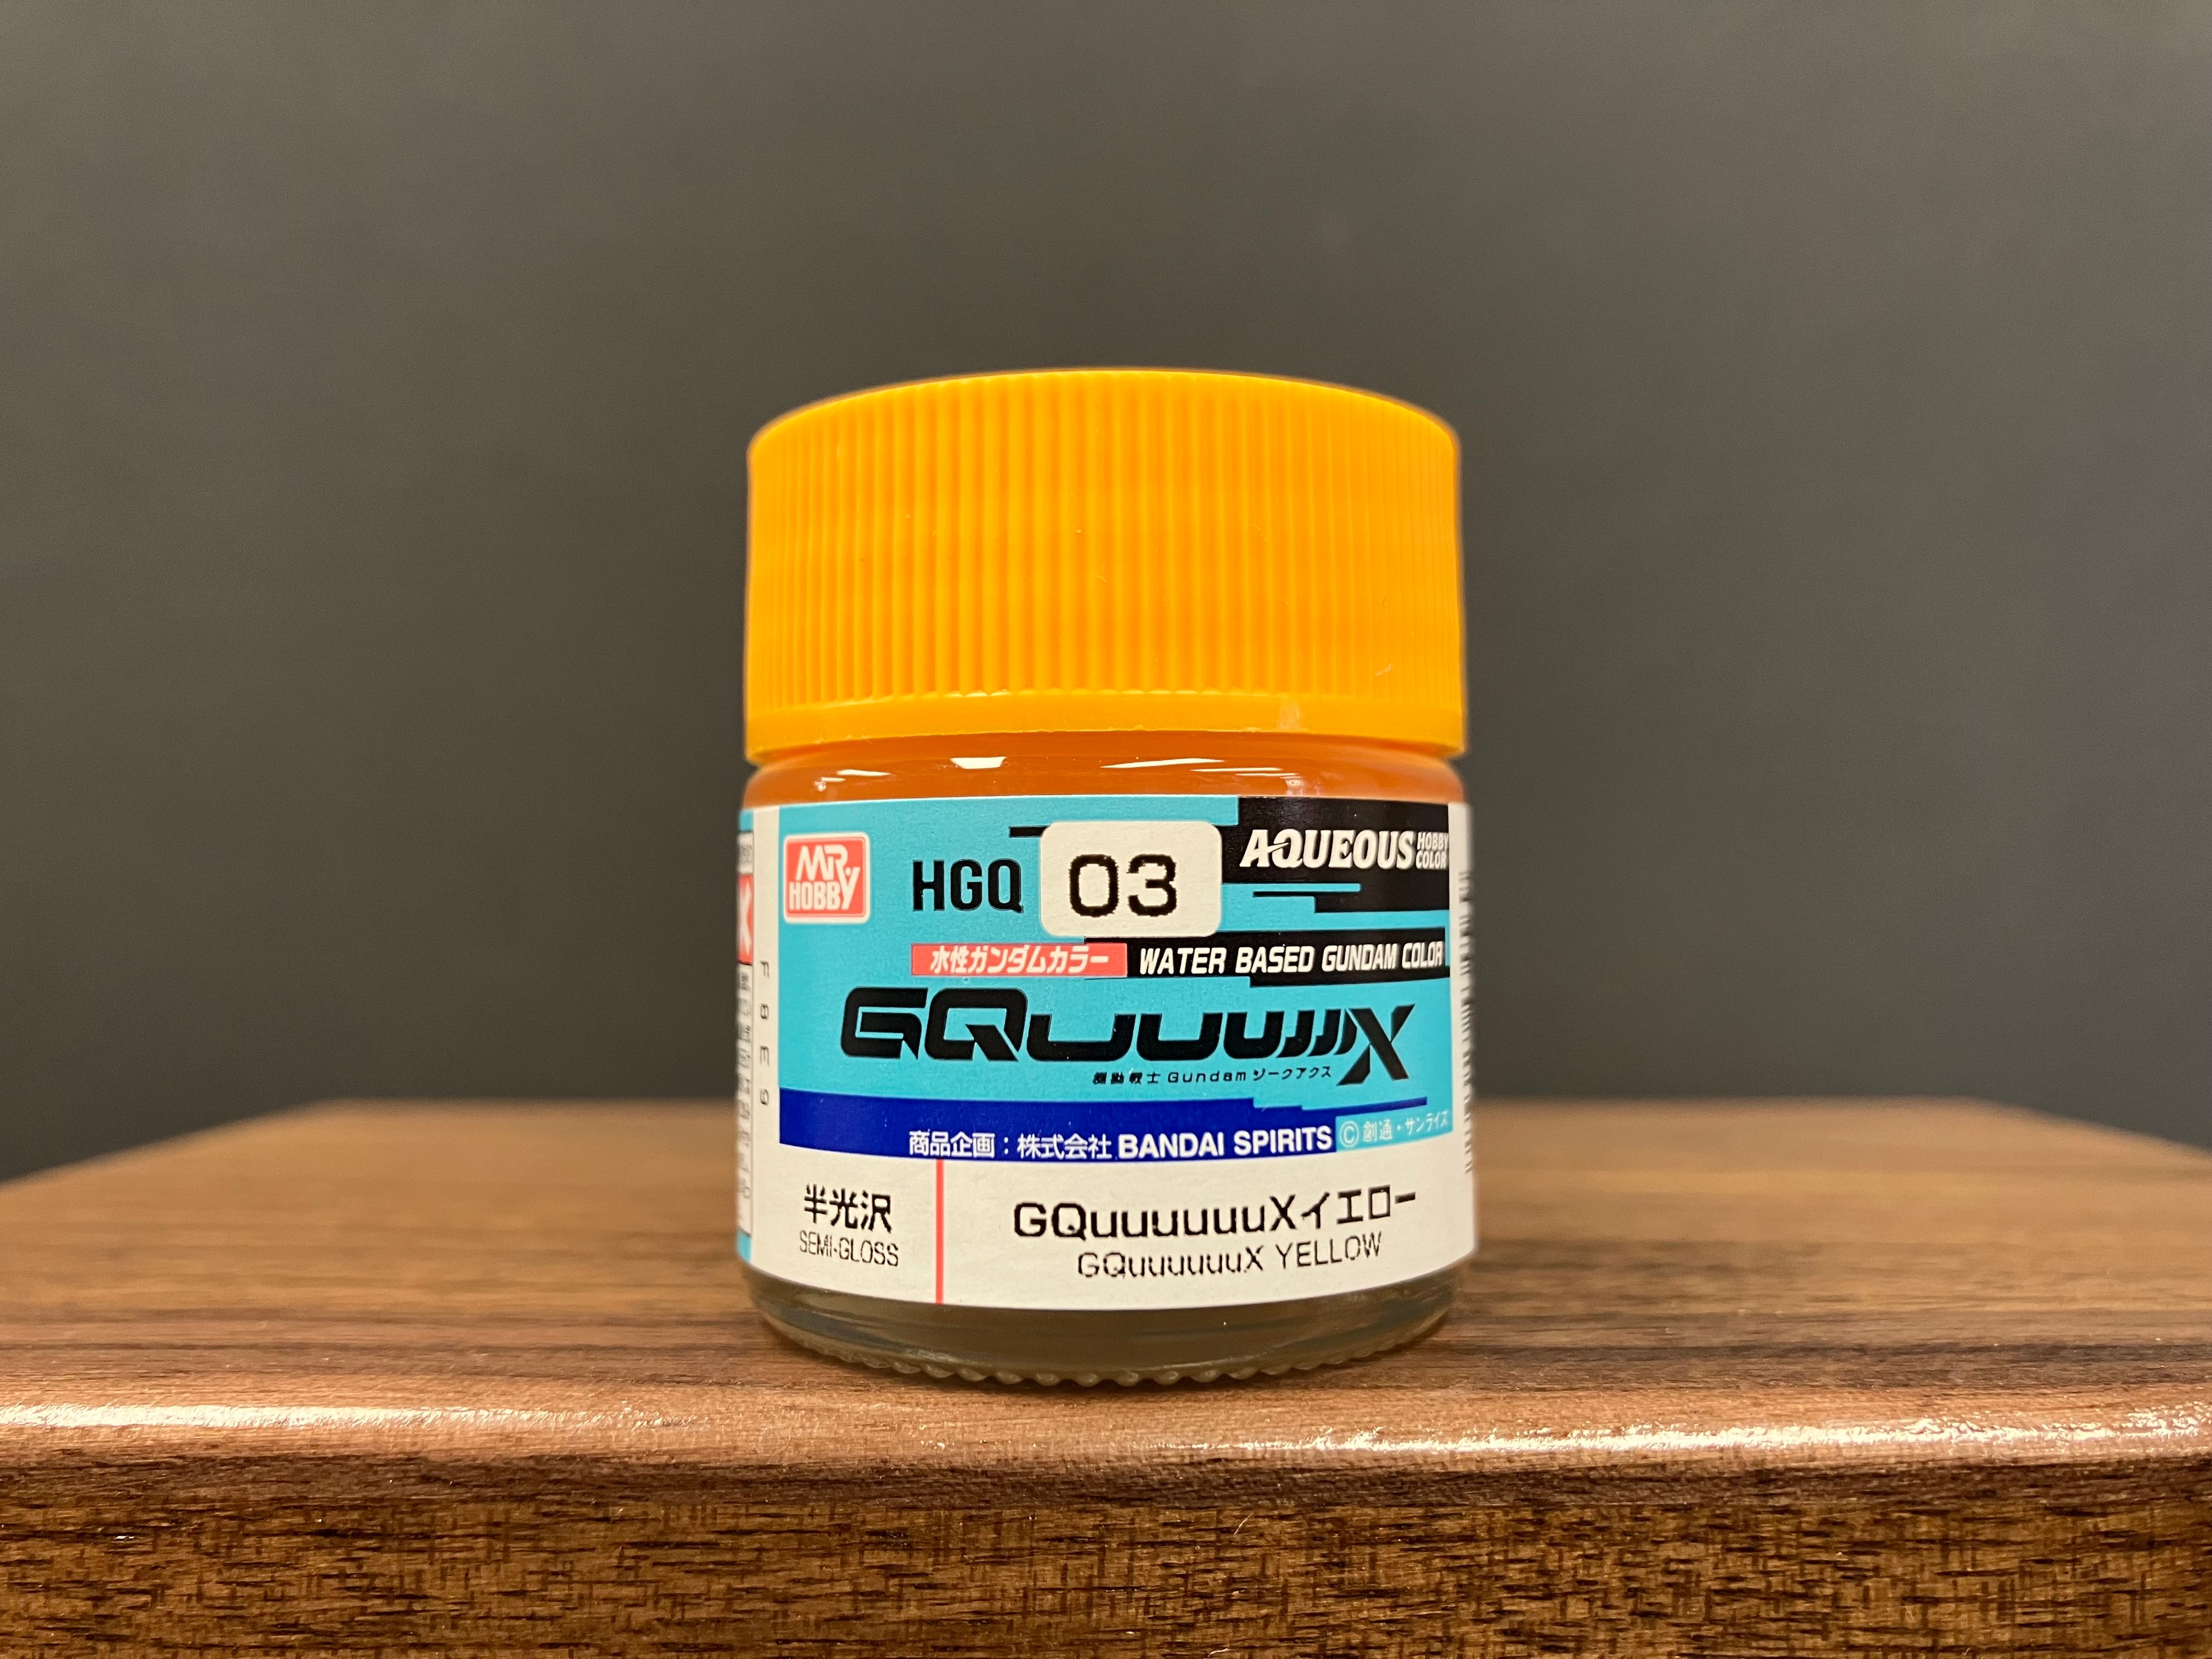 MR HOBBY
HGQ 03
AQUEOUS HOBBY COLOR
水性ガンダムカラー WATER BASED GUNDAM COLOR
GQuuuuuuX
機動戦士Gundamジークアクス
商品企画：株式会社 BANDAI SPIRITS ©創通・サンライズ
半光沢
SEMI-GLOSS
GQuuuuuuXイエロー
GQuuuuuuX YELLOW
F8E9